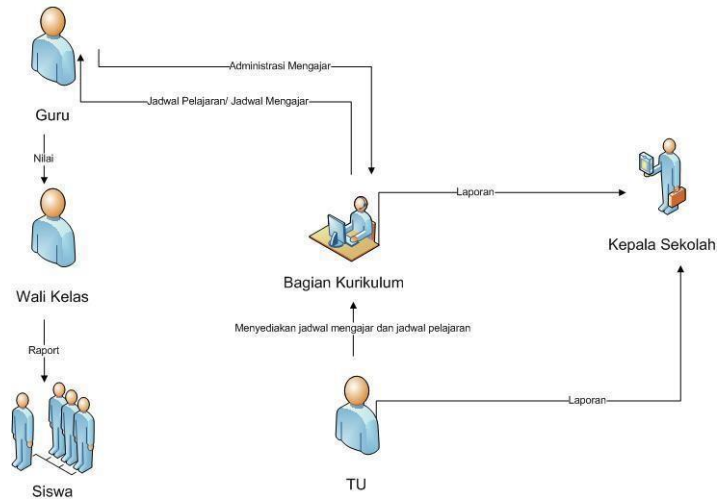 Administrasi Mengajar
Jadwal Pelajaran/ Jadwal Mengajar
Guru
Nilai
Laporan
Kepala Sekolah
Wali Kelas
Bagian Kurikulum
Menyediakan jadwal mengajar dan jadwal pelajaran
Raport
Laporan
Siswa
TU